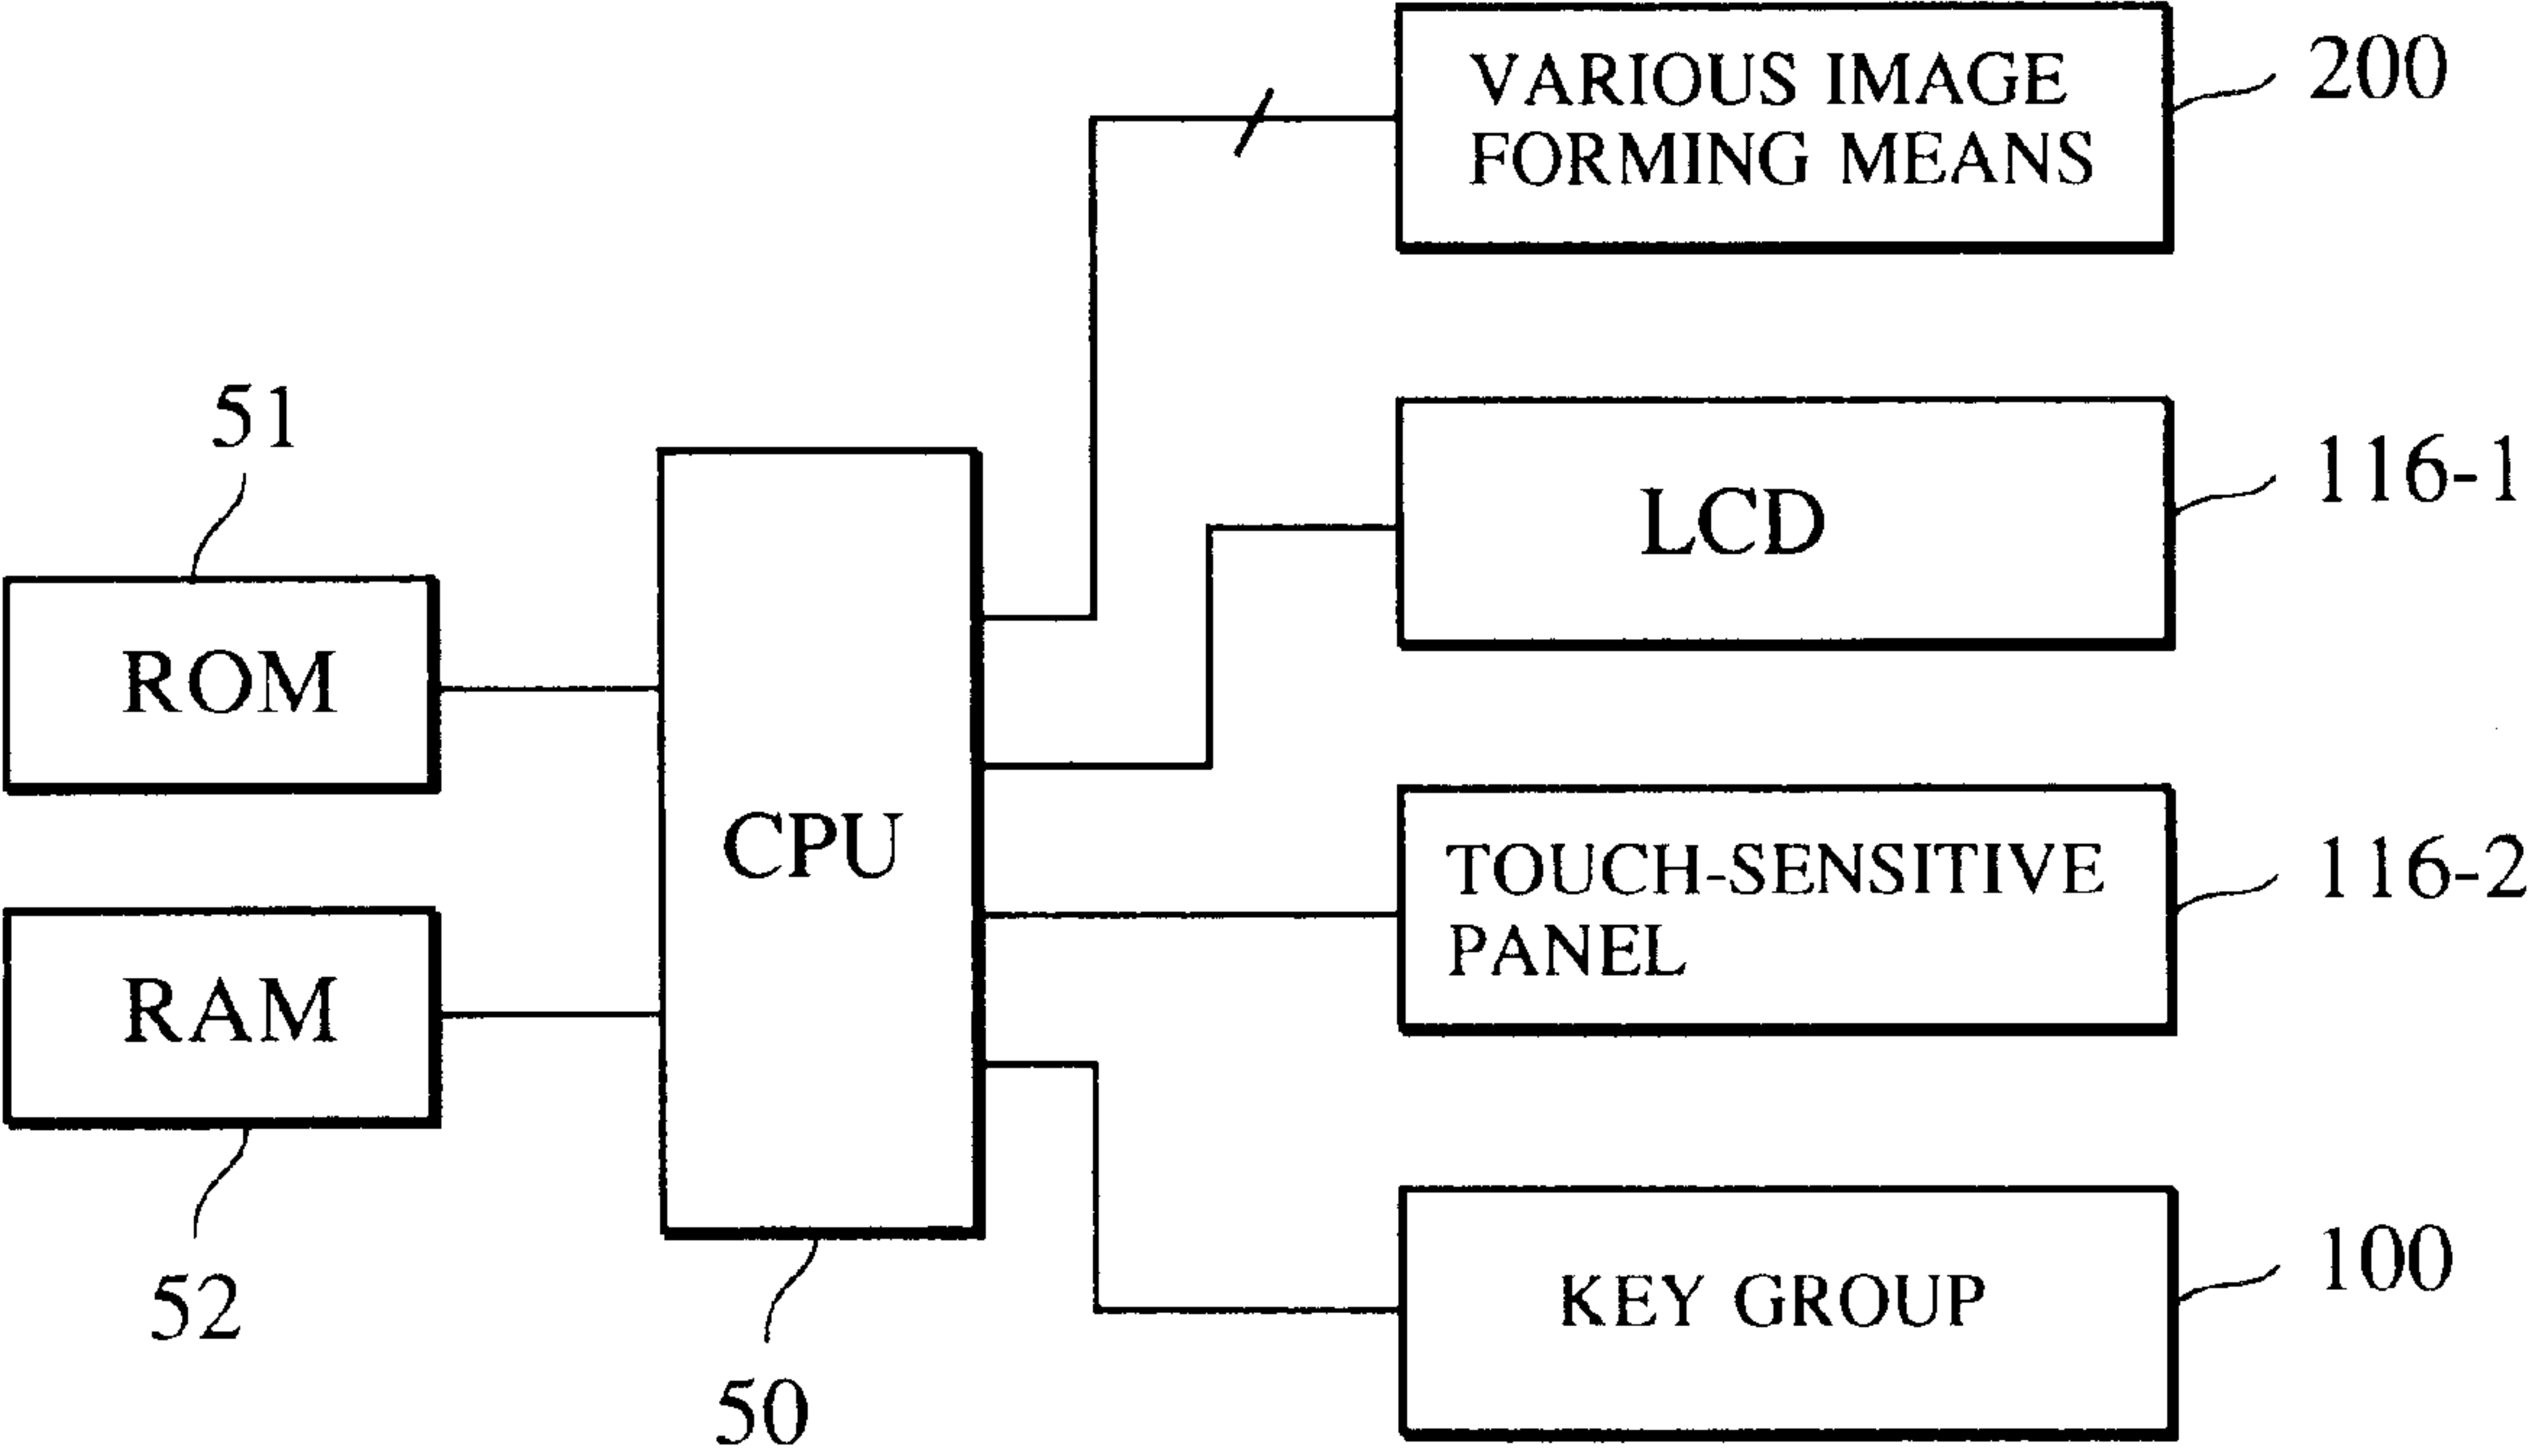 VARIOUS IMAGE
FORMING MEANS
200
51
LCD
116-1
ROM
CPU
TOUCH-SENSITIVE
PANEL
116-2
RAM
52
50
KEY GROUP
100